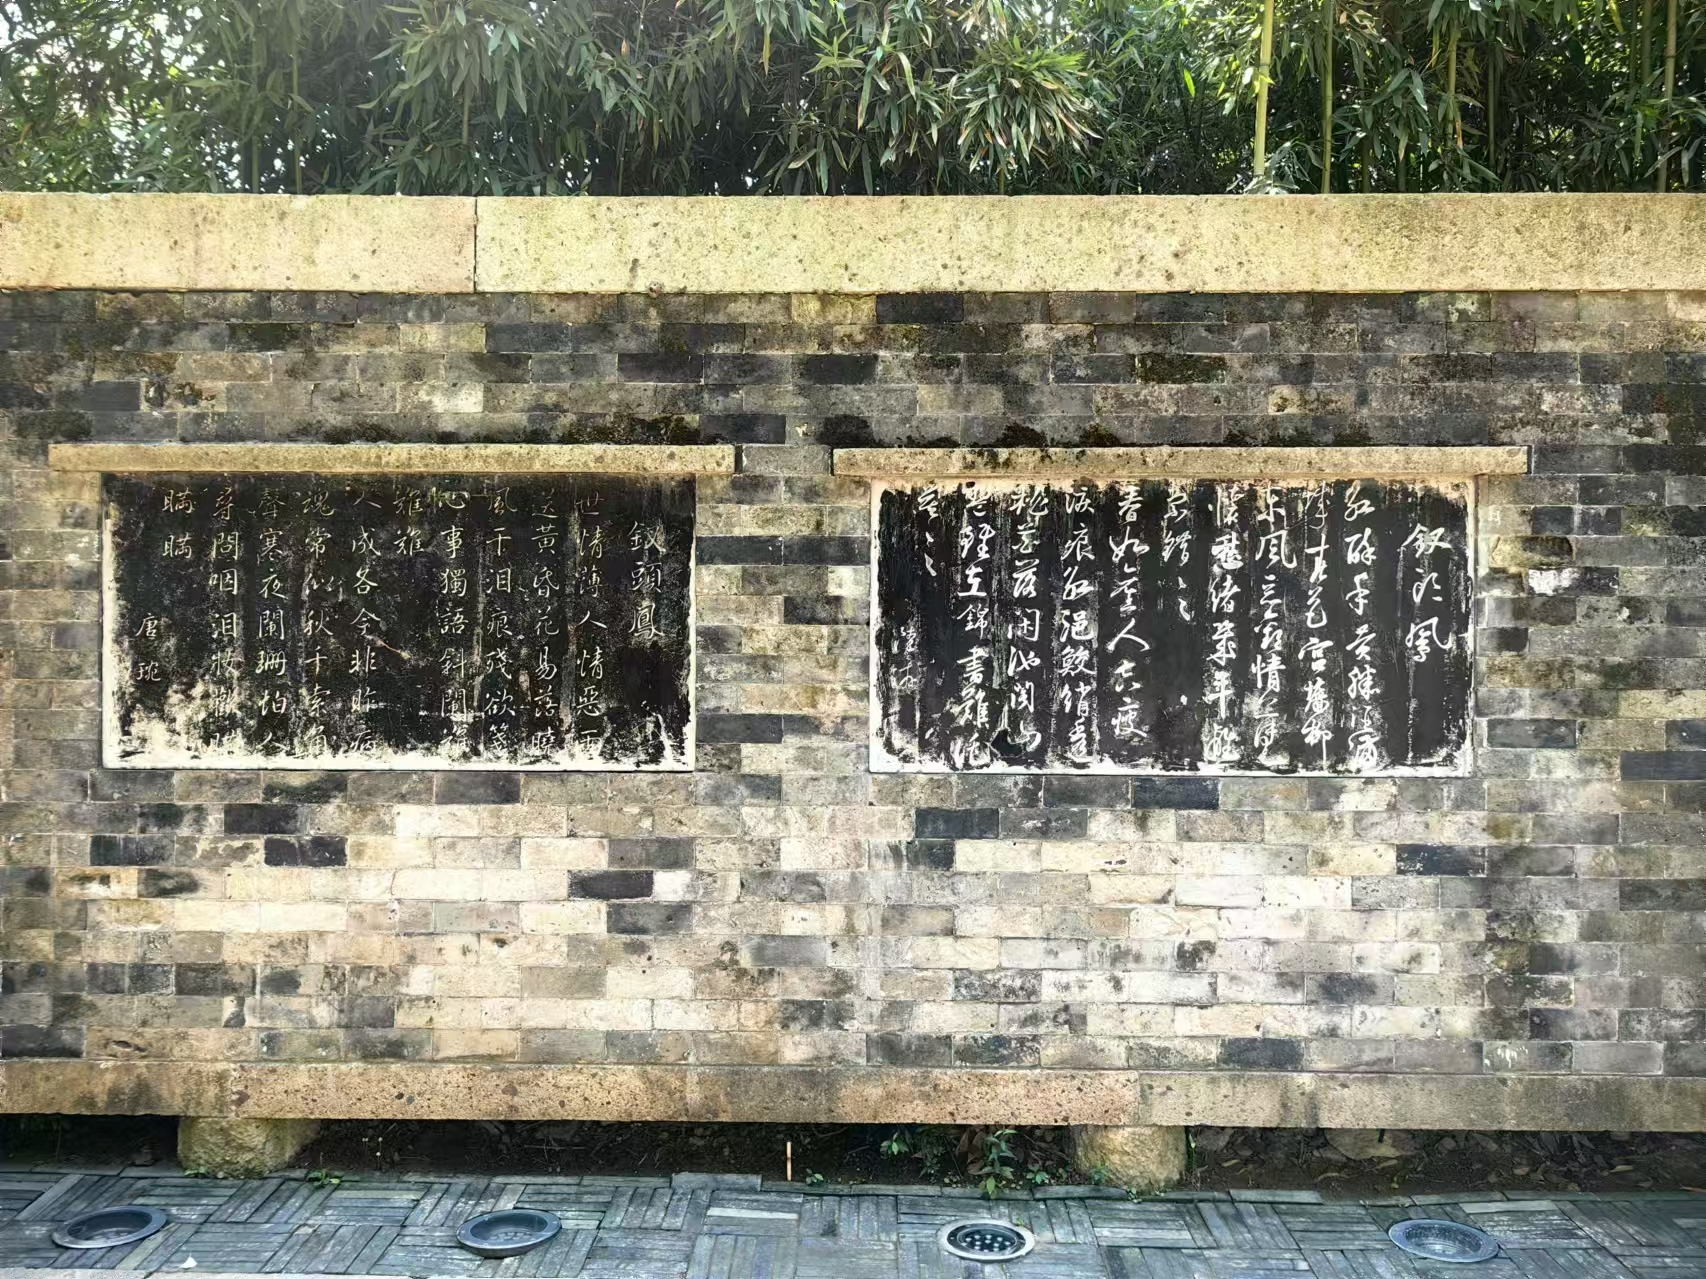 釵頭鳳
紅酥手黃縢酒滿
城春色宮牆柳
東風惡歡情薄一
懷愁緒幾年離
索錯々々
春如舊人空瘦
淚痕紅浥鮫綃透
桃花落閑池閣山
盟雖在錦書難托
莫々々
陸游
釵頭鳳
世情薄人情惡雨
送黃昏花易落曉
風干泪痕殘欲箋
心事獨語斜闌難
難難
人成各今非昨病
魂常似秋千索角
聲寒夜闌珊怕人
尋問咽泪妝歡瞞
瞞瞞
唐琬